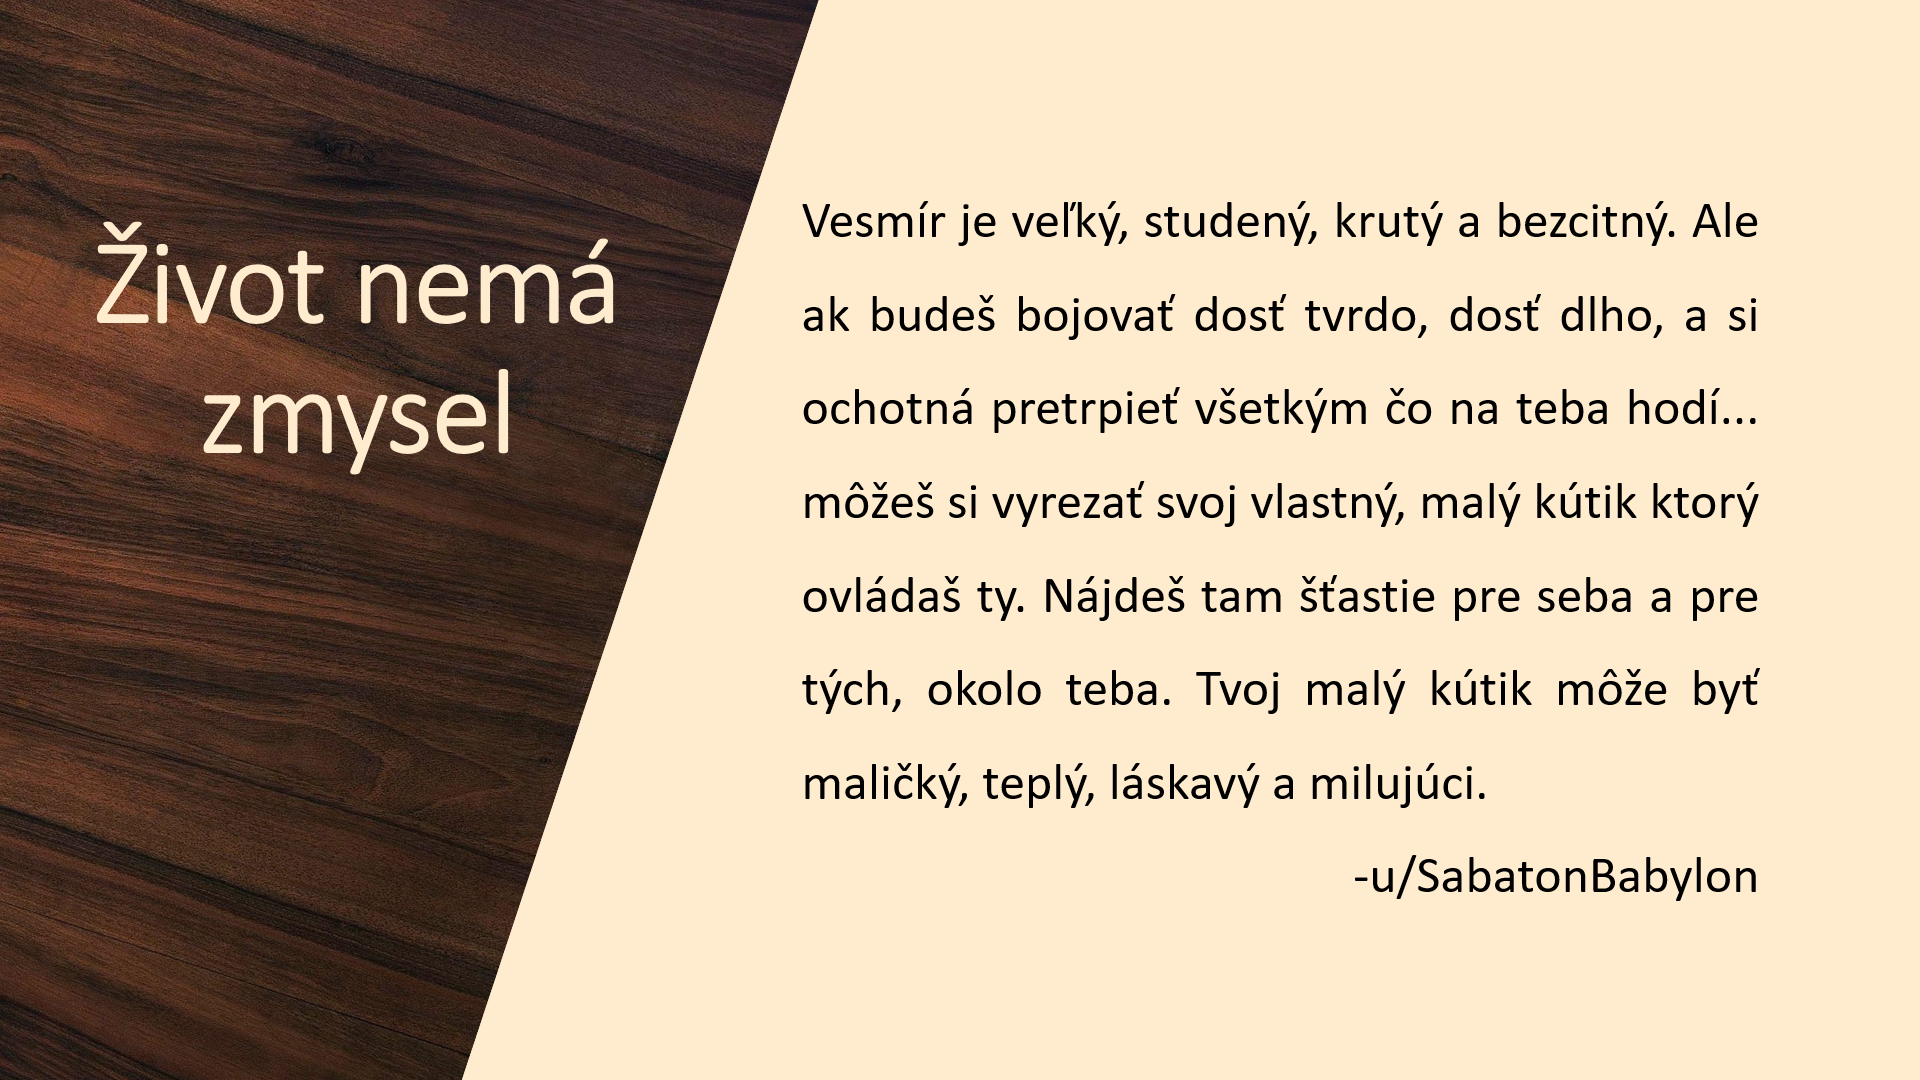 Život nemá
zmysel
Vesmír je veľký, studený, krutý a bezcitný. Ale
ak budeš bojovať dosť tvrdo, dosť dlho, a si
ochotná pretrpieť všetkým čo na teba hodí...
môžeš si vyrezať svoj vlastný, malý kútik ktorý
ovládaš ty. Nájdeš tam šťastie pre seba a pre
tých, okolo teba. Tvoj malý kútik môže byť
maličký, teplý, láskavý a milujúci.
-u/SabatonBabylon